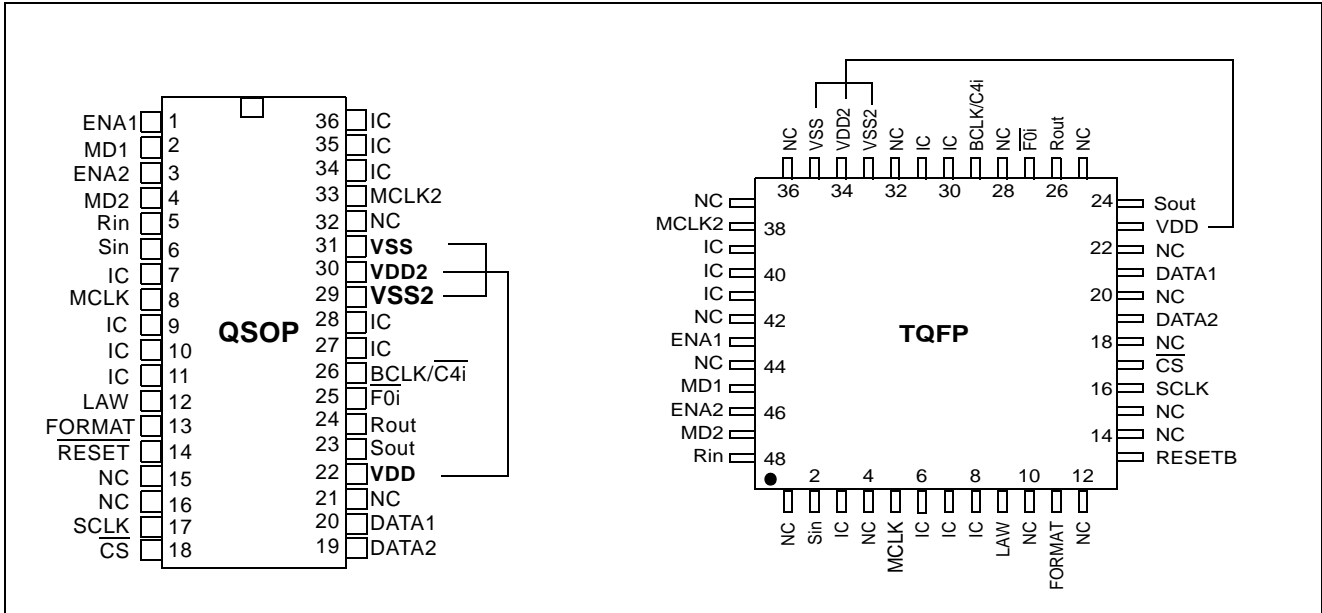 ENA1 1
MD1 2
ENA2 3
MD2 4
Rin 5
Sin 6
IC 7
MCLK 8
IC 9
IC 10
IC 11
LAW 12
FORMAT 13
RESET 14
NC 15
NC 16
SCLK 17
CS 18
QSOP
36 IC
35 IC
34 IC
33 MCLK2
32 NC
31 VSS
30 VDD2
29 VSS2
28 IC
27 IC
26 BCLK/C4i
25 F0i
24 Rout
23 Sout
22 VDD
21 NC
20 DATA1
19 DATA2
NC VSS VDD2 VSS2 NC IC IC BCLK/C4i NC F0i Rout NC
36 34 32 30 28 26
NC
MCLK2 38
IC
IC 40
IC
NC 42
ENA1
NC 44
MD1
ENA2 46
MD2
Rin 48
TQFP
24 Sout
VDD
22 NC
DATA1
20 NC
DATA2
18 NC
CS
16 SCLK
NC
14 NC
RESETB
2 4 6 8 10 12
NC Sin IC NC MCLK IC IC IC LAW NC FORMAT NC